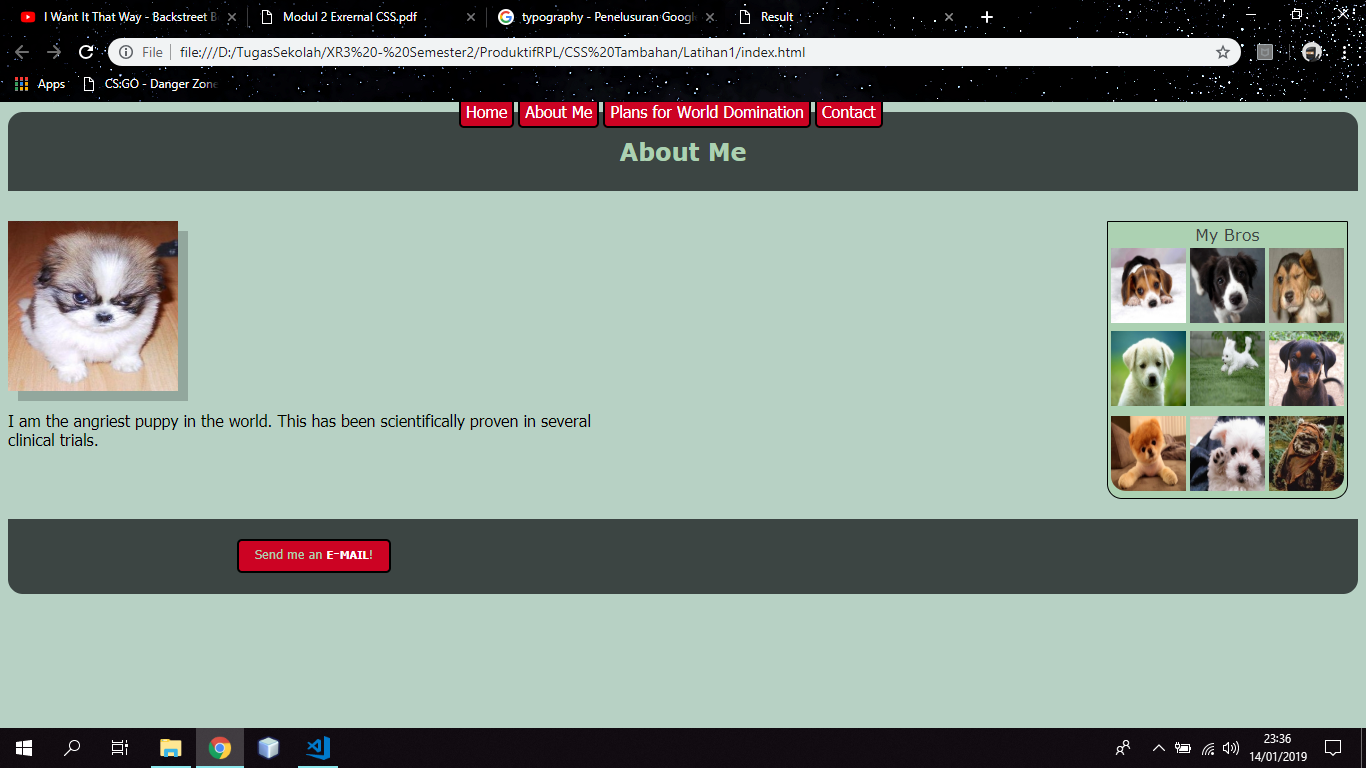 I Want It That Way - Backstreet B
Modul 2 Exrernal CSS.pdf
typography - Penelusuran Google
Result
File
file:///D:/TugasSekolah/XR3%20-%20Semester2/ProduktifRPL/CSS%20Tambahan/Latihan1/index.html
Apps
CS:GO - Danger Zone
Home About Me Plans for World Domination Contact
About Me
My Bros
I am the angriest puppy in the world. This has been scientifically proven in several
clinical trials.
Send me an E-MAIL!
23:36
14/01/2019